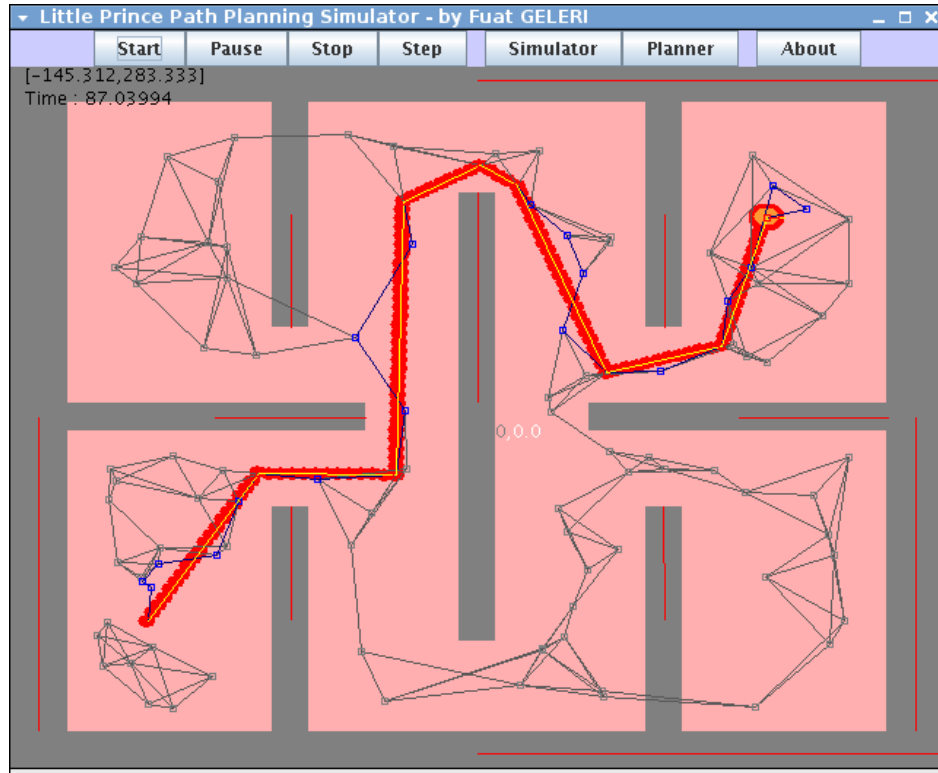 Little Prince Path Planning Simulator - by Fuat GELERI
Start Pause Stop Step Simulator Planner About
[-145.312,283.333]
Time : 87.03994
0,0.0